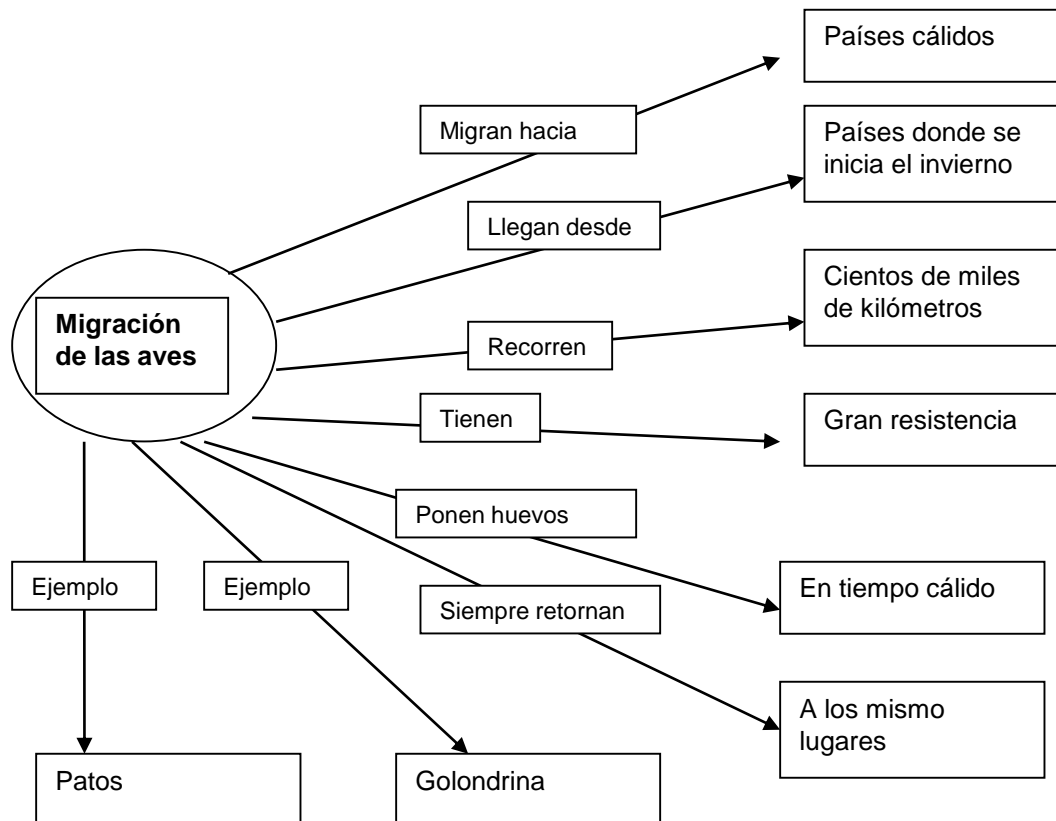 Países cálidos
Migran hacia
Países donde se
inicia el invierno
Llegan desde
Cientos de miles
de kilómetros
Migración
de las aves
Recorren
Tienen
Gran resistencia
Ponen huevos
Ejemplo
Ejemplo
Siempre retornan
En tiempo cálido
A los mismo
lugares
Patos
Golondrina